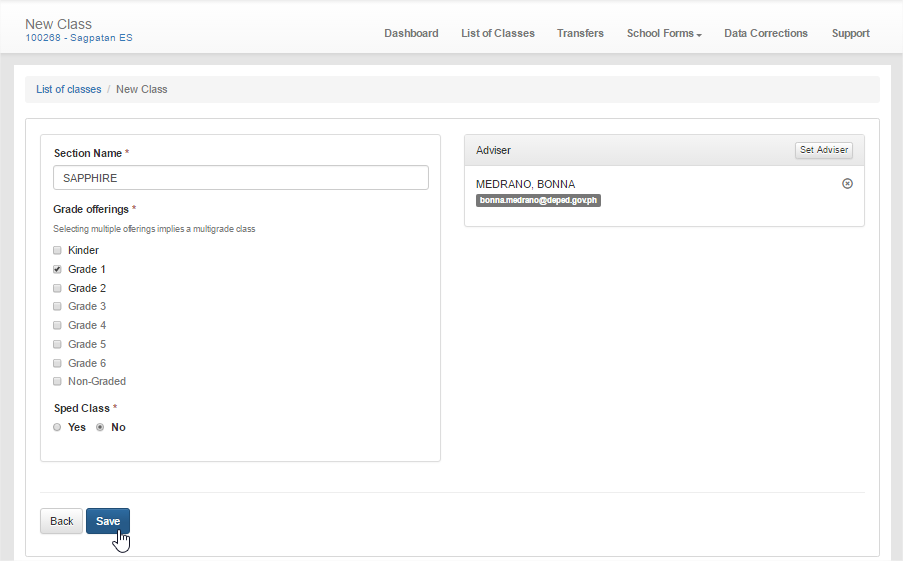 New Class
100268 - Sagpatan ES
Dashboard List of Classes Transfers School Forms Data Corrections Support
List of classes / New Class
Section Name *
SAPPHIRE
Grade offerings *
Selecting multiple offerings implies a multigrade class
Kinder
Grade 1
Grade 2
Grade 3
Grade 4
Grade 5
Grade 6
Non-Graded
Sped Class *
Yes No
Adviser Set Adviser
MEDRANO, BONNA
bonna.medrano@deped.gov.ph
Back Save